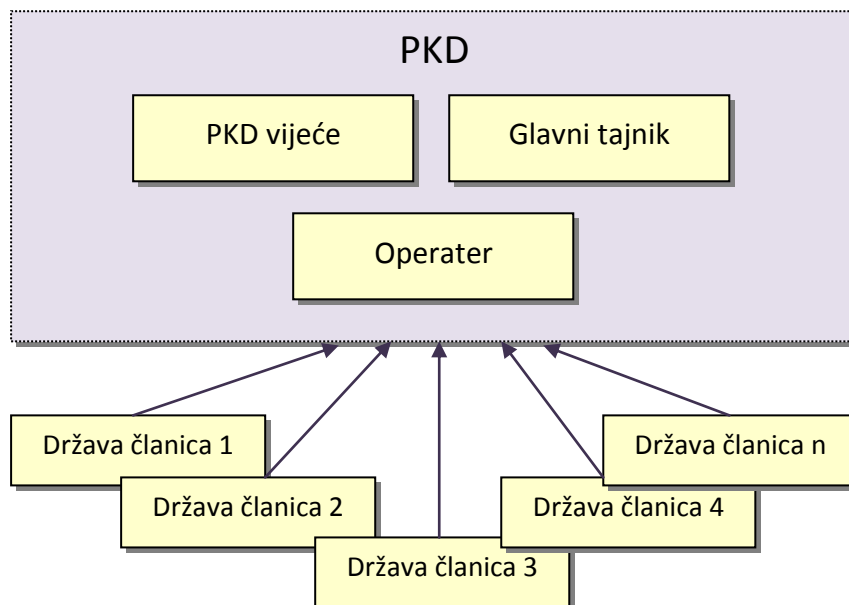 PKD
PKD vijeće
Glavni tajnik
Operater
Država članica 1
Država članica n
Država članica 2
Država članica 4
Država članica 3